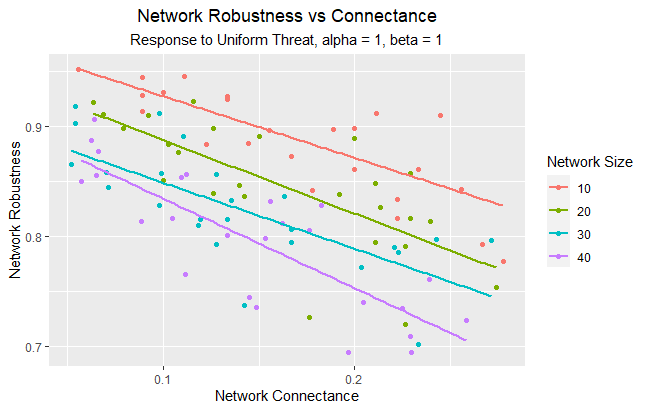 Network Robustness vs Connectance
Response to Uniform Threat, alpha = 1, beta = 1
Network Robustness
0.9
0.8
0.7
0.1
0.2
Network Connectance
Network Size
10
20
30
40